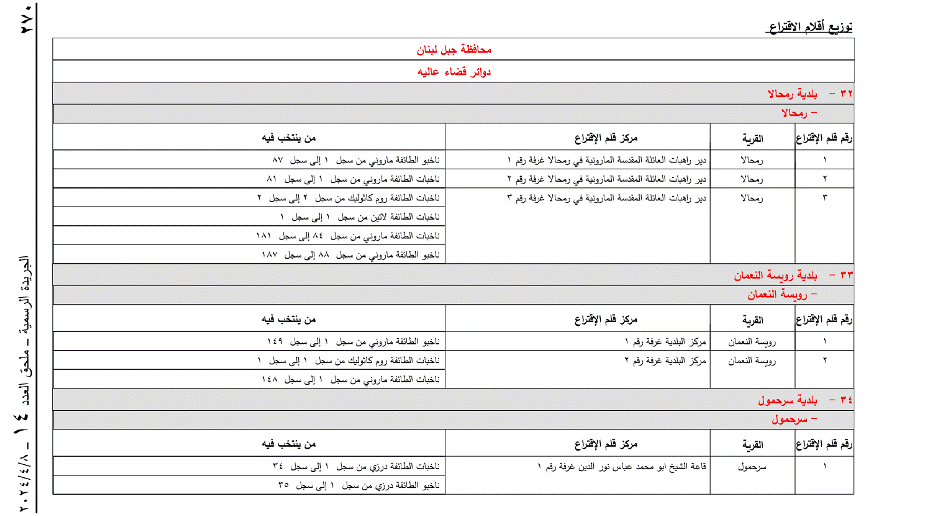 توزيع أقلام الاقتراع
محافظة جبل لبنان
دوائر قضاء عاليه
٣٢ - بلدية رمحالا
- رمحالا
رقم قلم الإقتراع القرية مركز قلم الإقتراع من ينتخب فيه
١ رمحالا دير راهبات العائلة المقدسة المارونية في رمحالا غرفة رقم ١ ناخبو الطائفة ماروني من سجل ١ إلى سجل ٨٧
٢ رمحالا دير راهبات العائلة المقدسة المارونية في رمحالا غرفة رقم ٢ ناخبات الطائفة ماروني من سجل ١ إلى سجل ٨١
٣ رمحالا دير راهبات العائلة المقدسة المارونية في رمحالا غرفة رقم ٣ ناخبات الطائفة روم كاثوليك من سجل ٢ إلى سجل ٢
ناخبات الطائفة لاتين من سجل ١ إلى سجل ١
ناخبات الطائفة ماروني من سجل ٨٤ إلى سجل ١٨١
ناخبو الطائفة ماروني من سجل ٨٨ إلى سجل ١٨٧
٣٣ - بلدية رويسة النعمان
- رويسة النعمان
رقم قلم الإقتراع القرية مركز قلم الإقتراع من ينتخب فيه
١ رويسة النعمان مركز البلدية غرفة رقم ١ ناخبو الطائفة ماروني من سجل ١ إلى سجل ١٤٩
٢ رويسة النعمان مركز البلدية غرفة رقم ٢ ناخبات الطائفة روم كاثوليك من سجل ١ إلى سجل ١
ناخبات الطائفة ماروني من سجل ١ إلى سجل ١٤٨
٣٤ - بلدية سرحمول
- سرحمول
رقم قلم الإقتراع القرية مركز قلم الإقتراع من ينتخب فيه
١ سرحمول قاعة الشيخ ابو محمد عباس نور الدين غرفة رقم ١ ناخبات الطائفة درزي من سجل ١ إلى سجل ٣٤
ناخبو الطائفة درزي من سجل ١ إلى سجل ٣٥
٢٧٠
الجريدة الرسمية – ملحق العدد ١٤ – ٢٠٢٤/٤/٨